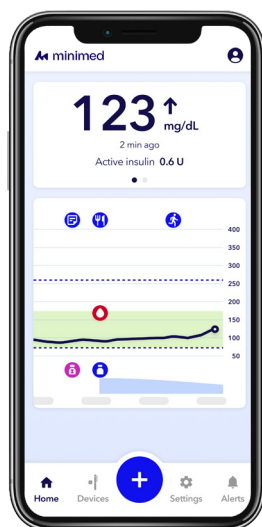 minimed
123
mg/dL
2 min ago
Active insulin 0.6 U
400
350
300
250
200
150
100
50
Home
Devices
+
Settings
Alerts